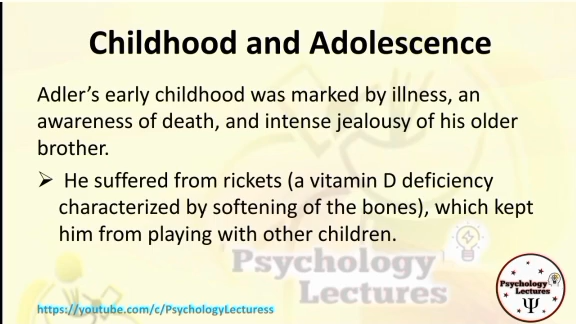 Childhood and Adolescence
Adler’s early childhood was marked by illness, an
awareness of death, and intense jealousy of his older
brother.
➢ He suffered from rickets (a vitamin D deficiency
characterized by softening of the bones), which kept
him from playing with other children.
Psychology
Lectures
https://youtube.com/c/PsychologyLecturess
Psychology
Lectures
Ψ